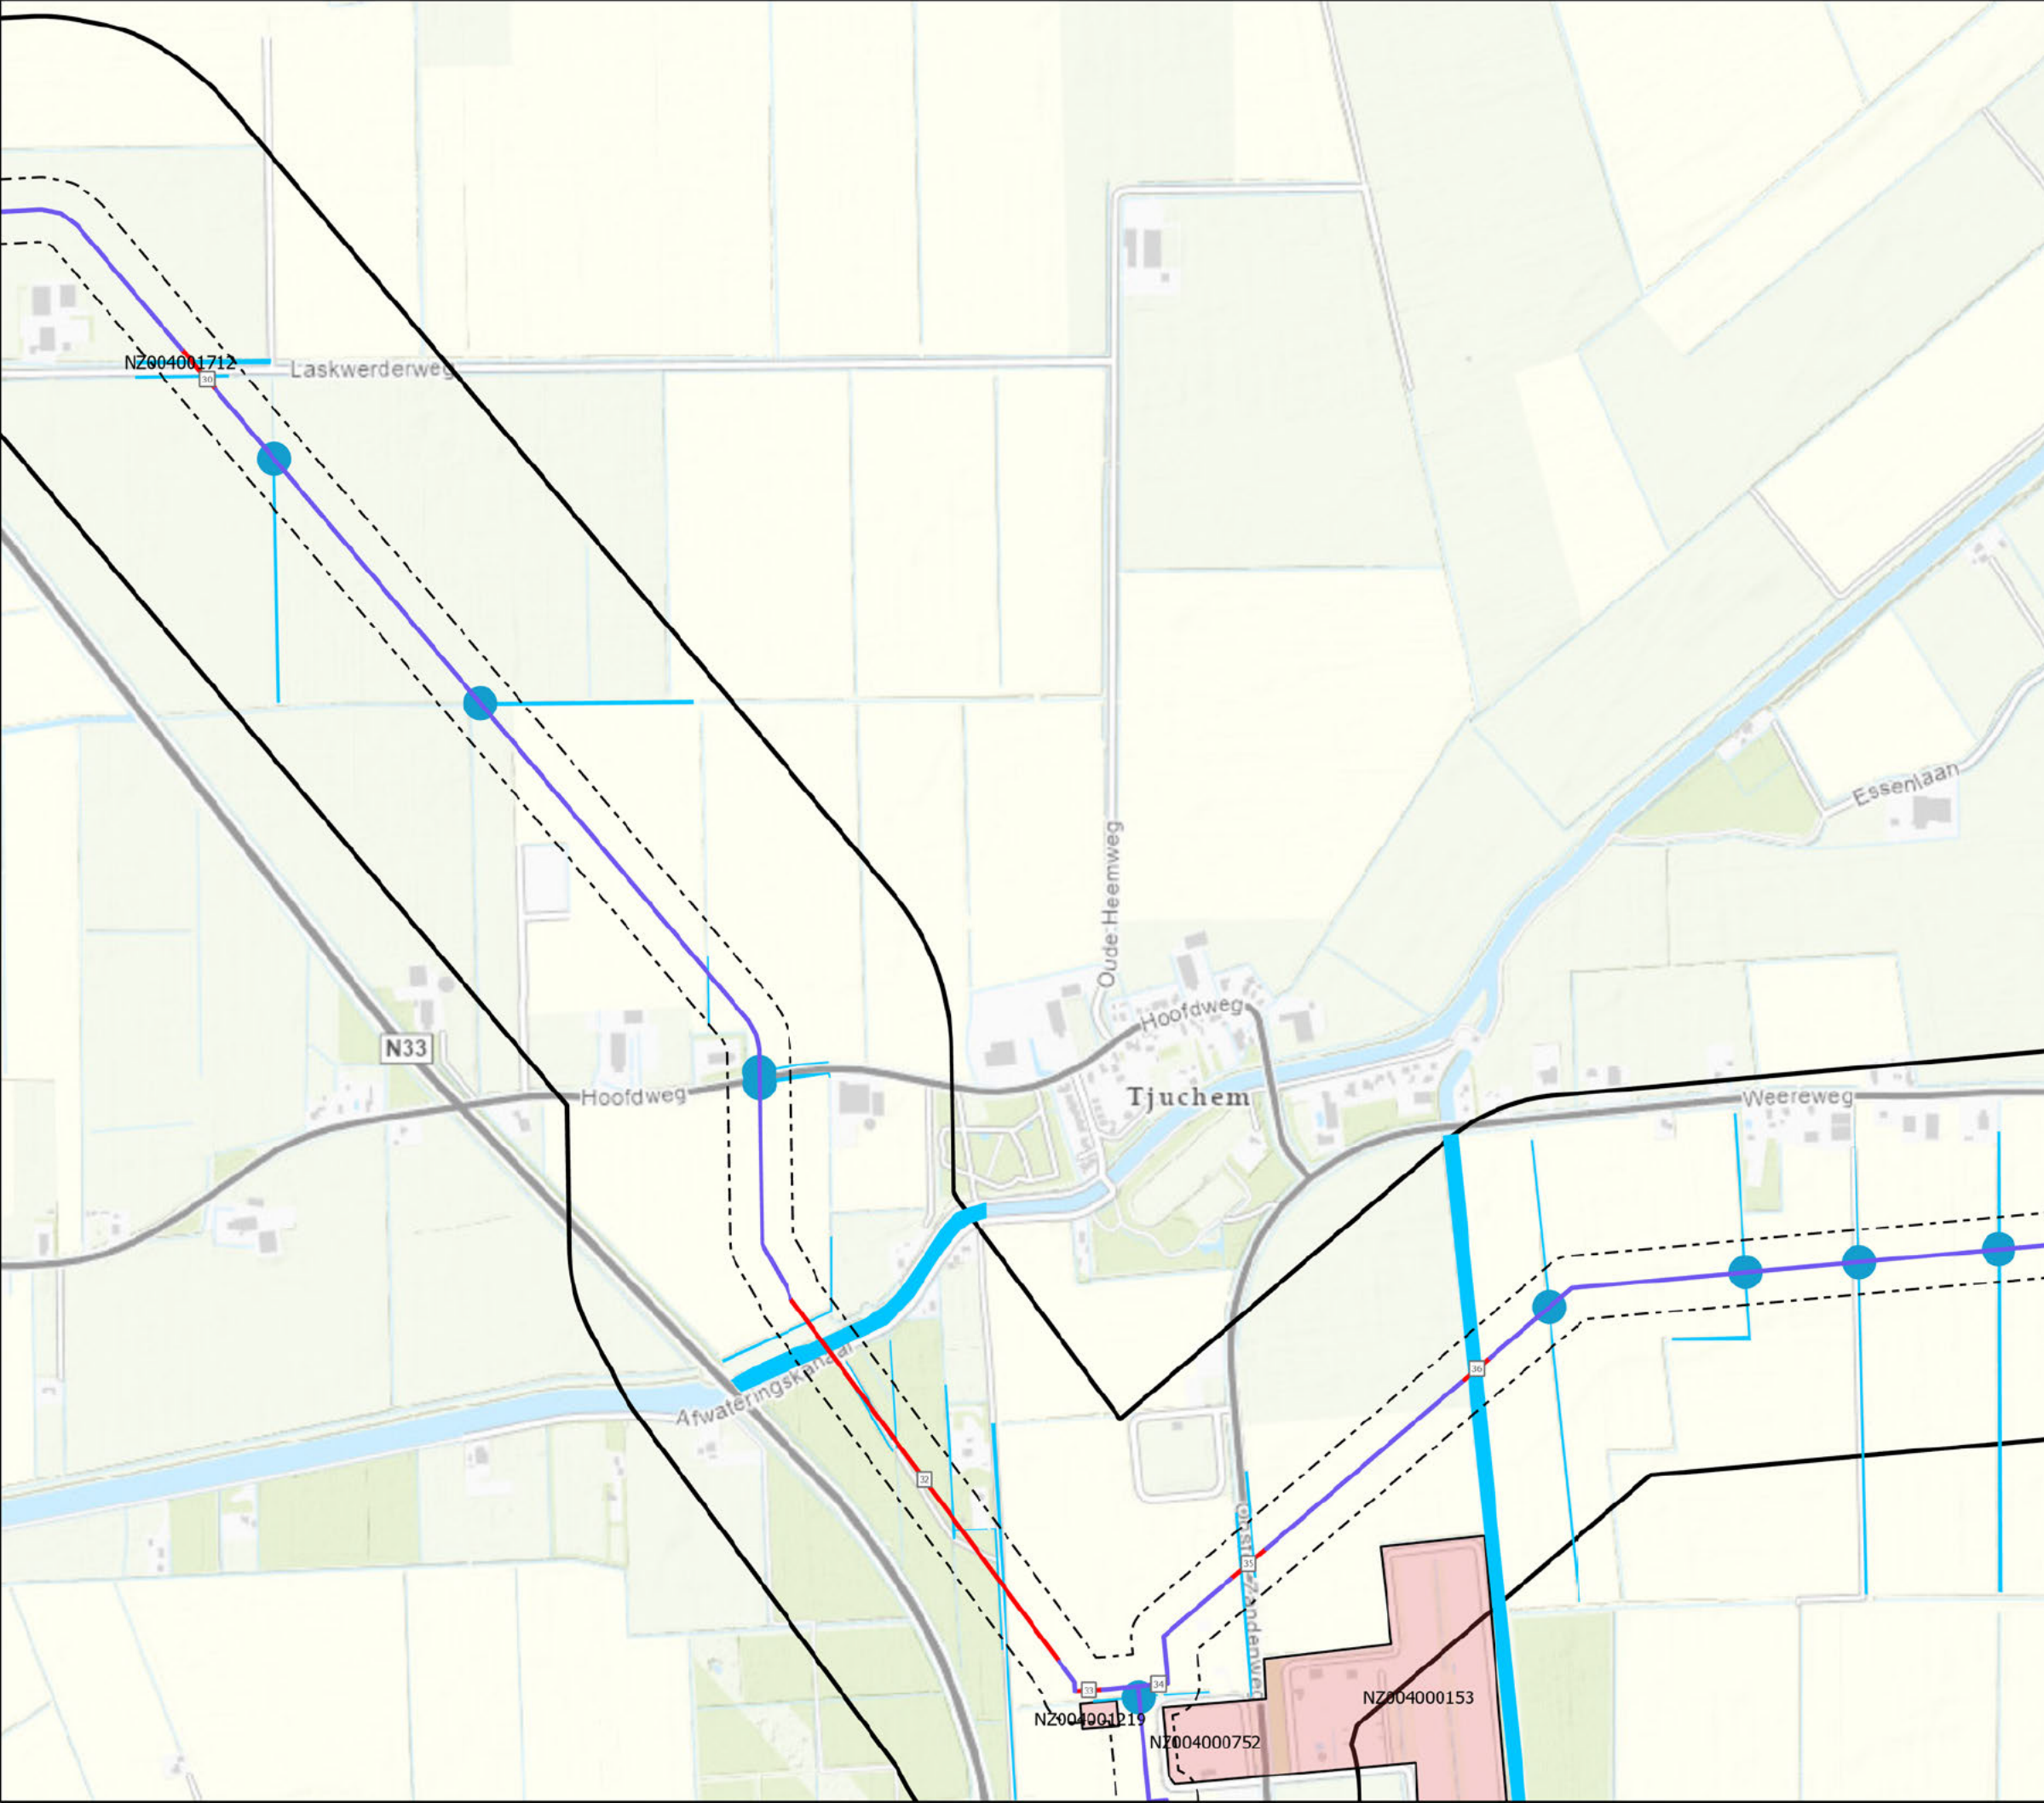 NZ004001712
30
Laskwerderweg
Essenlaan
Oude Heemweg
Hoofdweg
N33
Hoofdweg
Tjuchem
Weereweg
Afwateringskanaal
36
32
35
33
34
NZ004000153
NZ004001219
NZ004000752